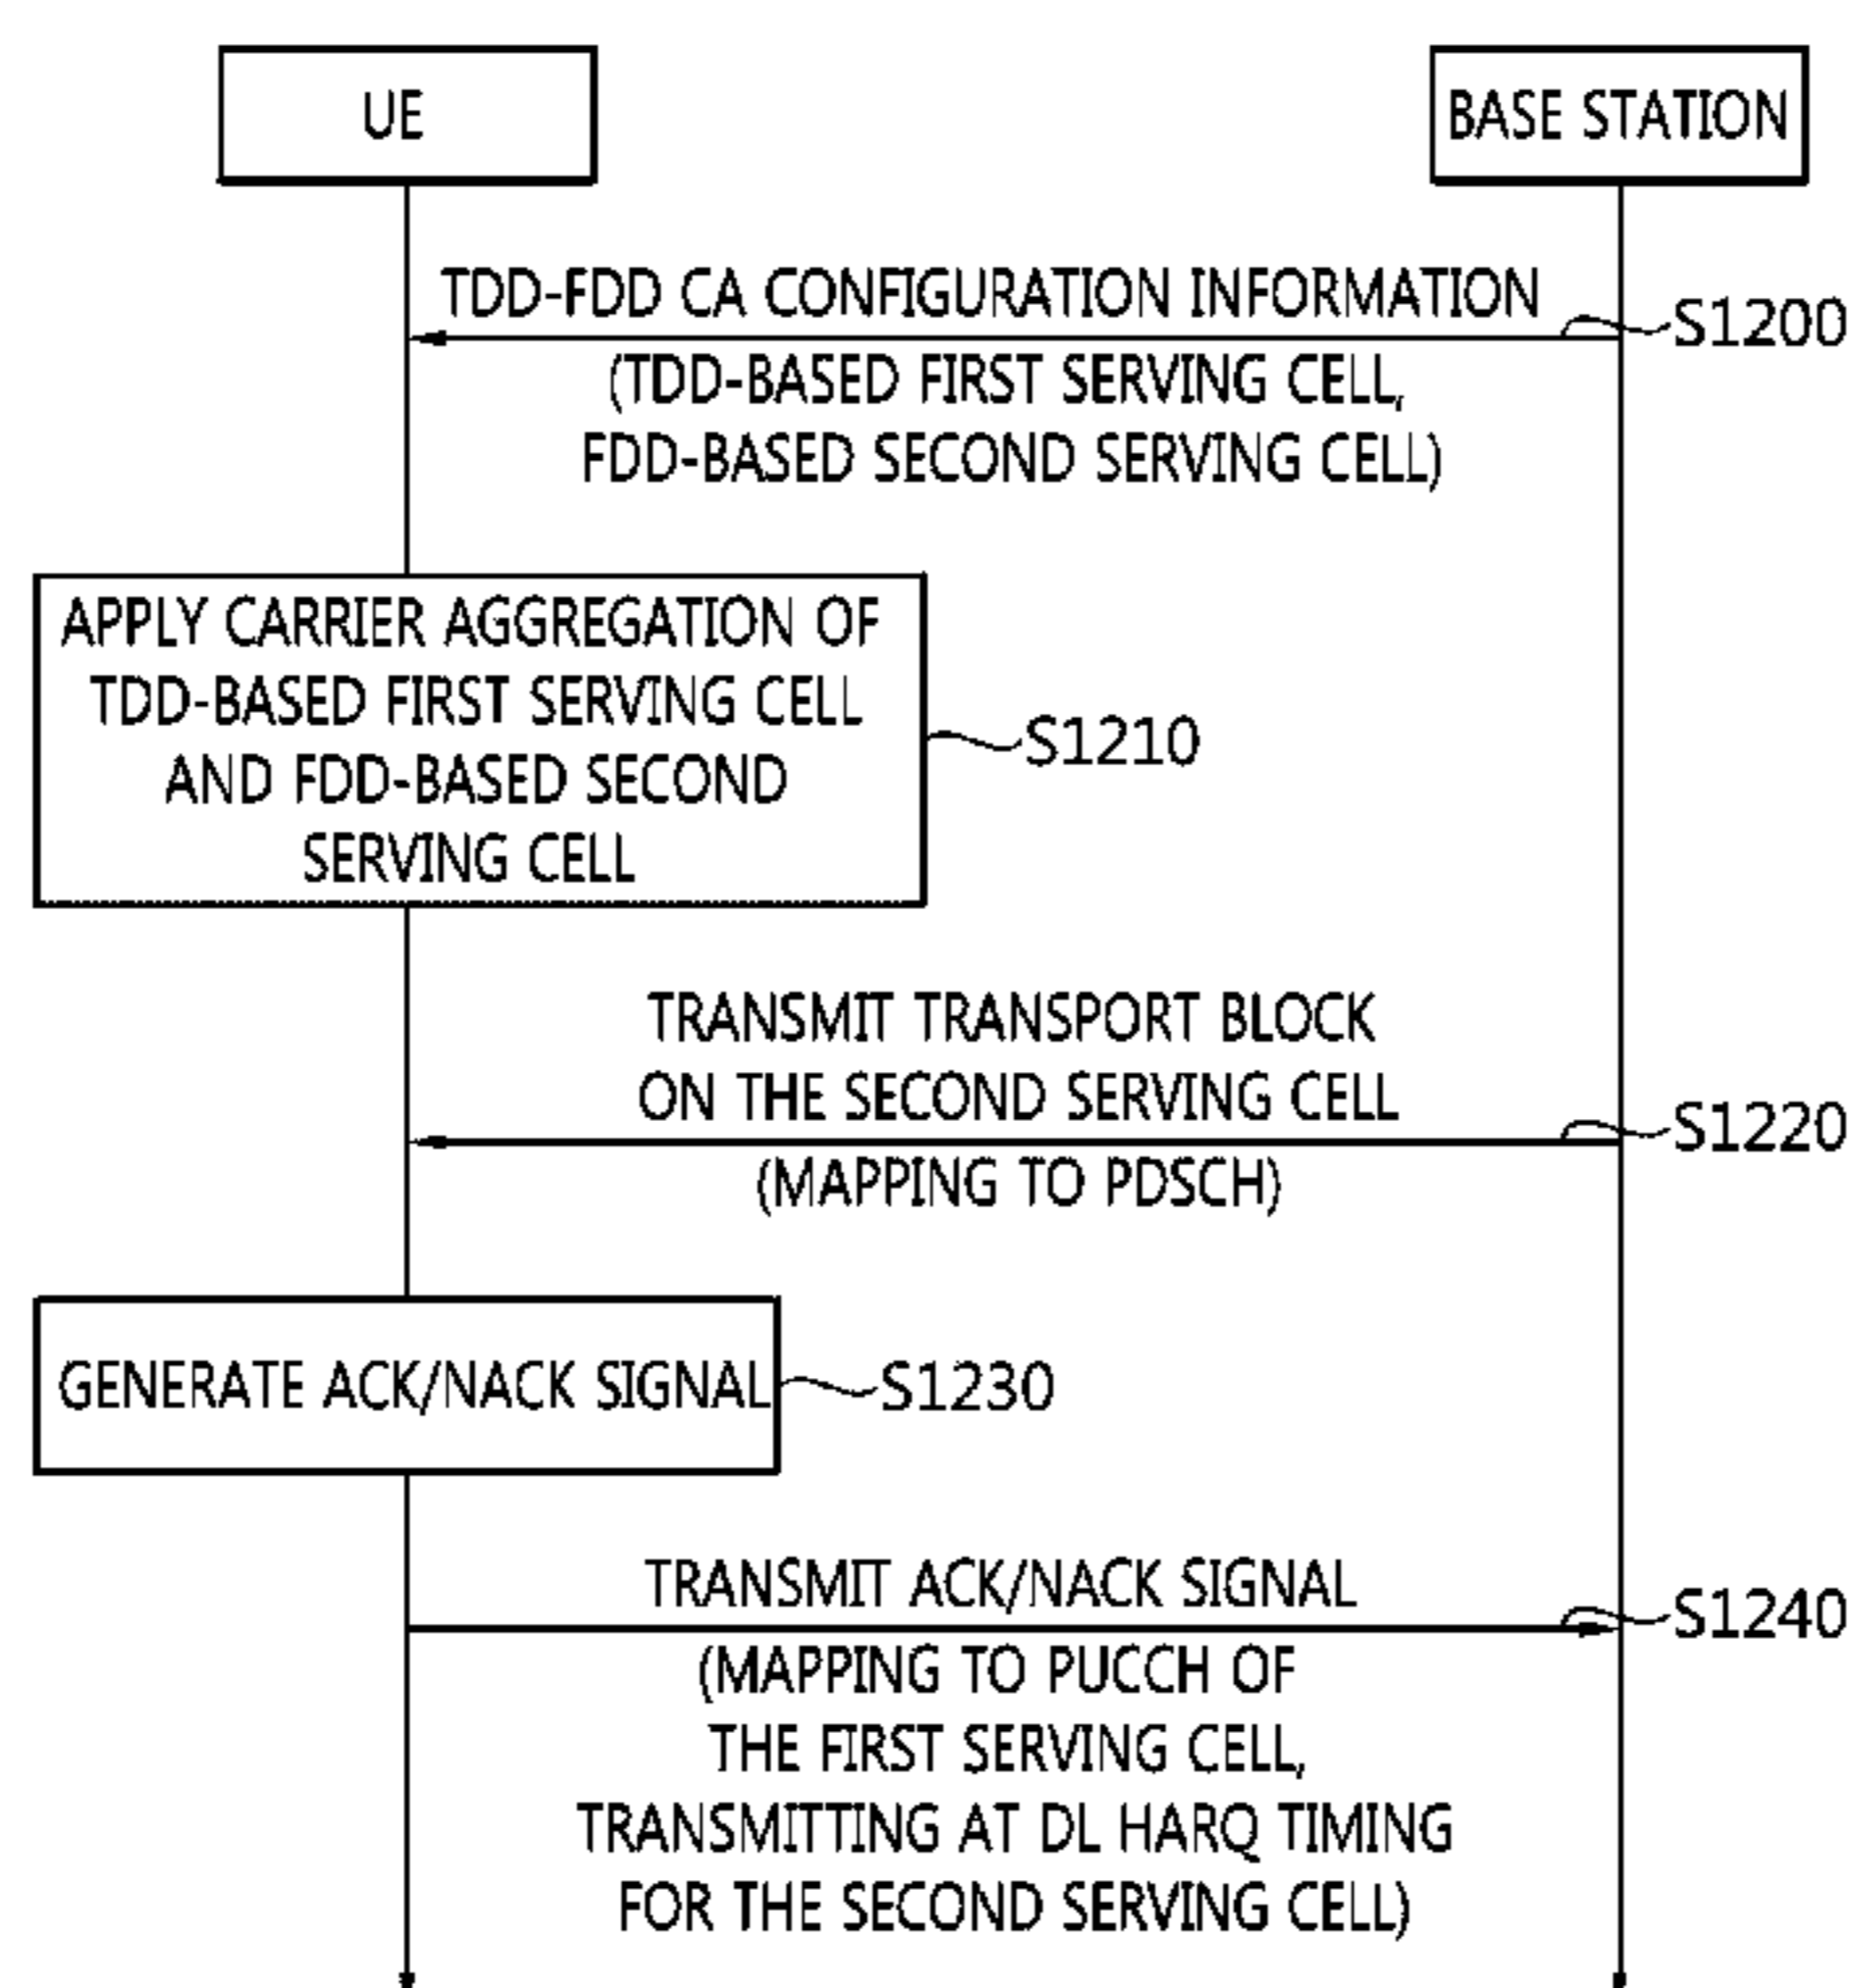 UE
BASE STATION
TDD-FDD CA CONFIGURATION INFORMATION
S1200
(TDD-BASED FIRST SERVING CELL,
FDD-BASED SECOND SERVING CELL)
APPLY CARRIER AGGREGATION OF
TDD-BASED FIRST SERVING CELL
AND FDD-BASED SECOND
SERVING CELL
S1210
TRANSMIT TRANSPORT BLOCK
ON THE SECOND SERVING CELL
S1220
(MAPPING TO PDSCH)
GENERATE ACK/NACK SIGNAL
S1230
TRANSMIT ACK/NACK SIGNAL
S1240
(MAPPING TO PUCCH OF
THE FIRST SERVING CELL,
TRANSMITTING AT DL HARQ TIMING
FOR THE SECOND SERVING CELL)